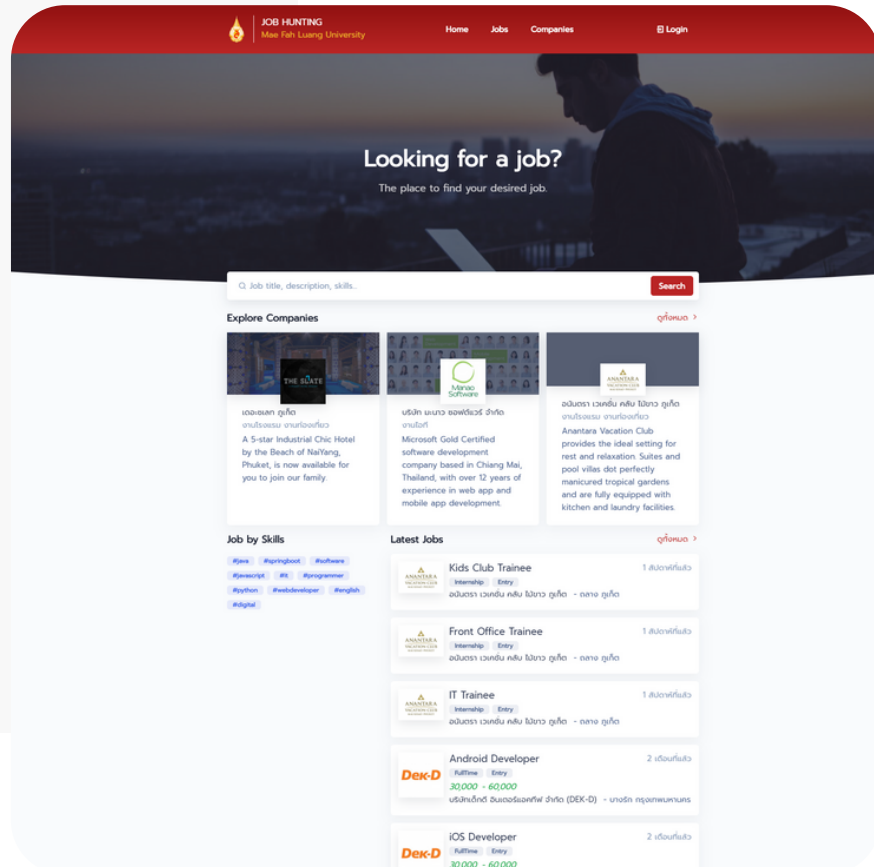 JOB HUNTING
Mae Fah Luang University
Home Jobs Companies
Login
Looking for a job?
The place to find your desired job.
Job title, description, skills..
Search
Explore Companies
ดูทั้งหมด >
THE SLATE
Manao
Software
ANANTARA
VACATION CLUB
เดอะสเลท ภูเก็ต
งานโรงแรม งานท่องเที่ยว
A 5-star Industrial Chic Hotel
by the Beach of NaiYang,
Phuket, is now available for
you to join our family.
บริษัท มะนาว ซอฟต์แวร์ จำกัด
งานไอที
Microsoft Gold Certified
software development
company based in Chiang Mai,
Thailand, with over 12 years of
experience in web app and
mobile app development.
อนันตรา เวเคชั่น คลับ ไม้ขาว ภูเก็ต
งานโรงแรม งานท่องเที่ยว
Anantara Vacation Club
provides the ideal setting for
rest and relaxation. Suites and
pool villas dot perfectly
manicured tropical gardens
and are fully equipped with
kitchen and laundry facilities.
Job by Skills
#java #springboot #software
#javascript #it #programmer
#python #webdeveloper #english
#digital
Latest Jobs
ดูทั้งหมด >
ANANTARA
VACATION CLUB
Kids Club Trainee
1 สัปดาห์ที่แล้ว
Internship Entry
อนันตรา เวเคชั่น คลับ ไม้ขาว ภูเก็ต - ถลาง ภูเก็ต
ANANTARA
VACATION CLUB
Front Office Trainee
1 สัปดาห์ที่แล้ว
Internship Entry
อนันตรา เวเคชั่น คลับ ไม้ขาว ภูเก็ต - ถลาง ภูเก็ต
ANANTARA
VACATION CLUB
IT Trainee
1 สัปดาห์ที่แล้ว
Internship Entry
อนันตรา เวเคชั่น คลับ ไม้ขาว ภูเก็ต - ถลาง ภูเก็ต
DEK-D
Android Developer
2 เดือนที่แล้ว
FullTime Entry
30,000 - 60,000
บริษัทเด็กดี อินเตอร์แอคทีฟ จำกัด (DEK-D) - บางรัก กรุงเทพมหานคร
DEK-D
iOS Developer
2 เดือนที่แล้ว
FullTime Entry
30,000 - 60,000